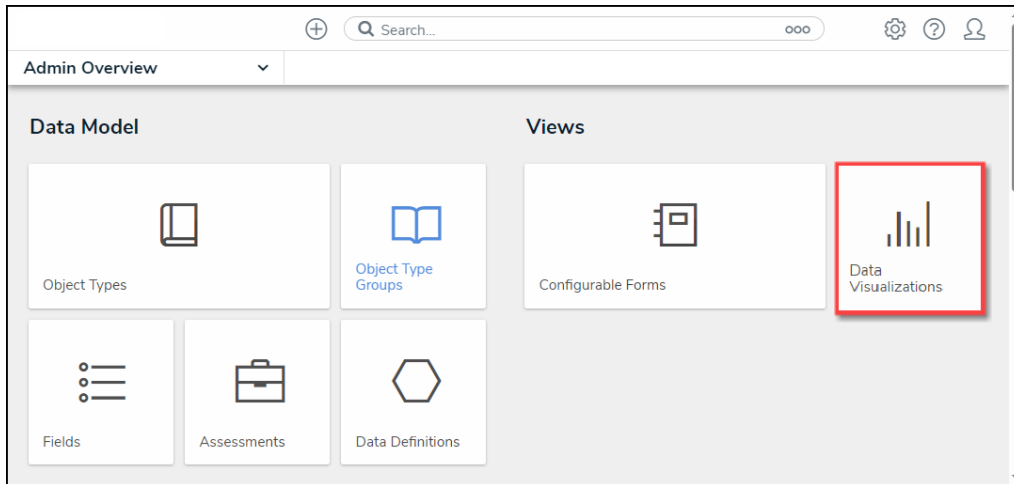 Search...
ooo
Admin Overview
Data Model
Views
Object Types
Object Type
Groups
Configurable Forms
Data
Visualizations
Fields
Assessments
Data Definitions